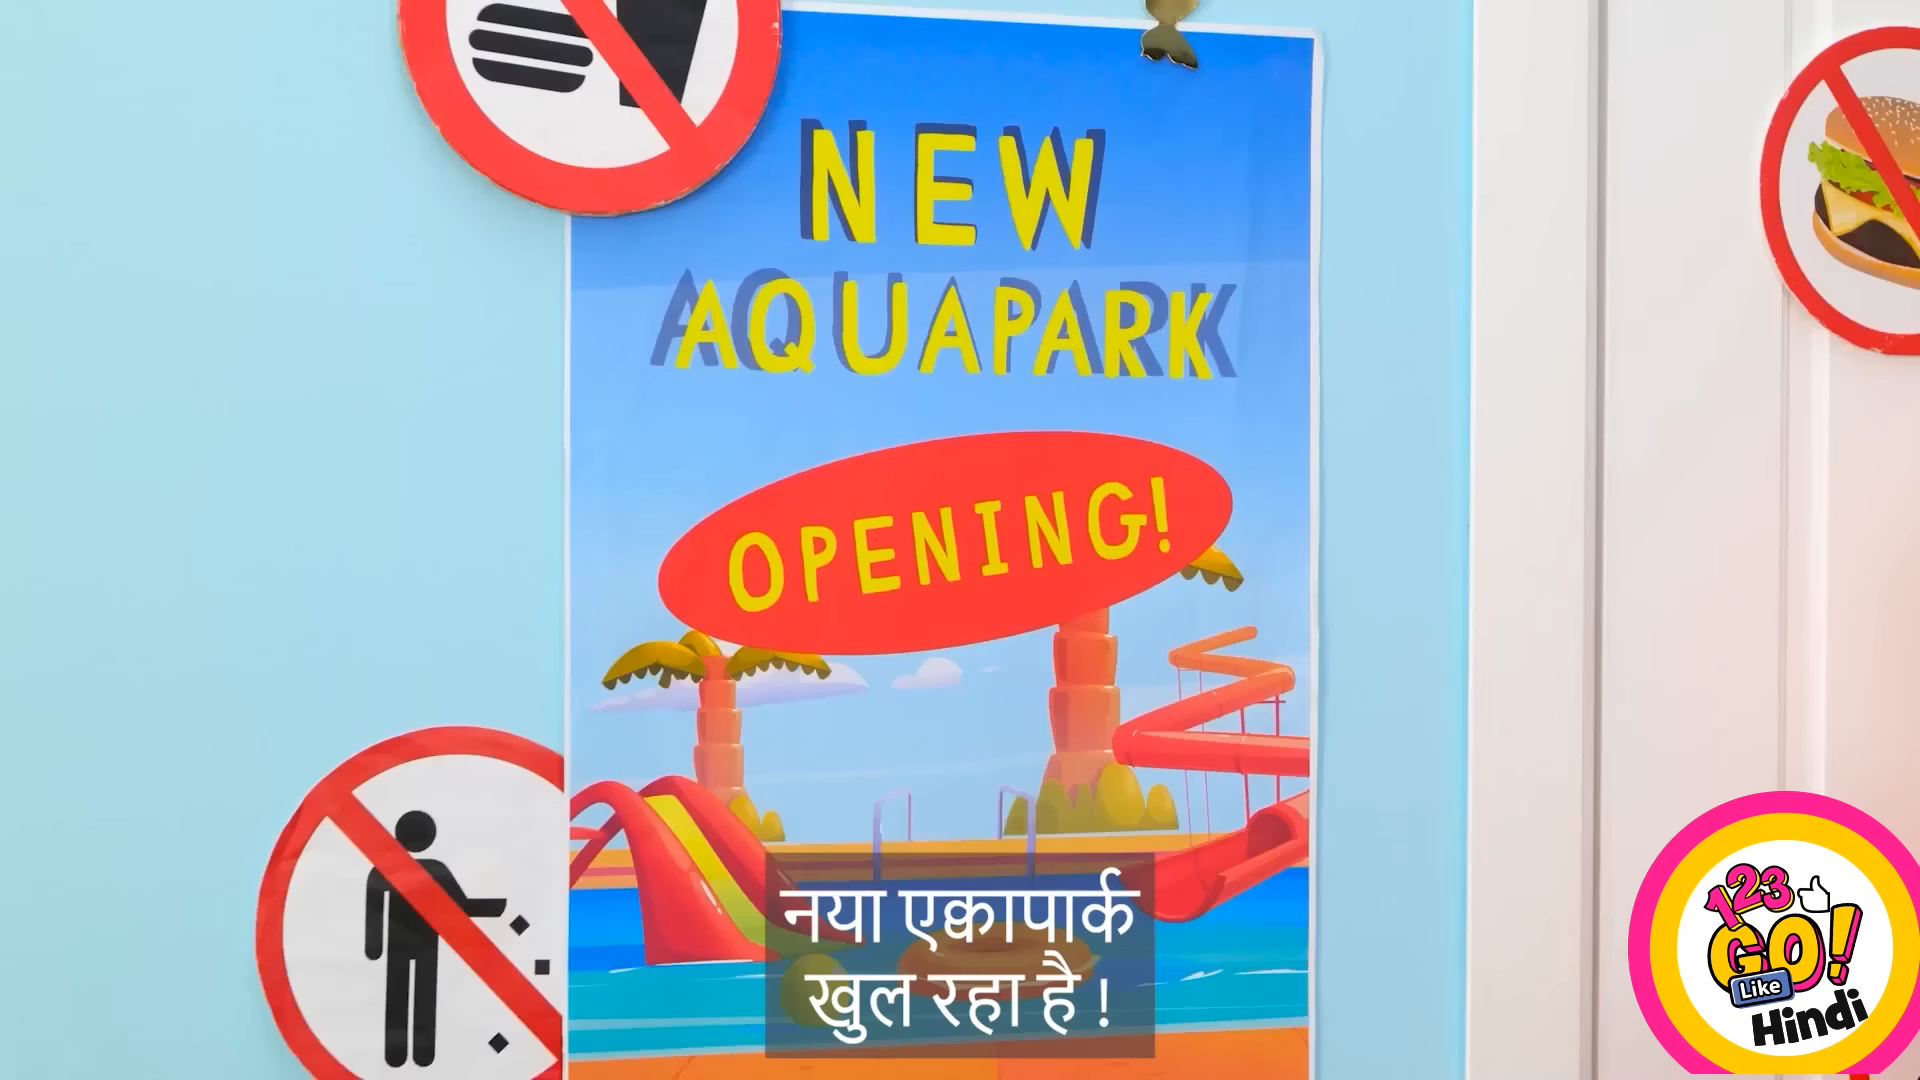 NEW
AQUAPARK
OPENING!
नया एक्वापार्क
खुल रहा है !
123
GO!
Like
Hindi